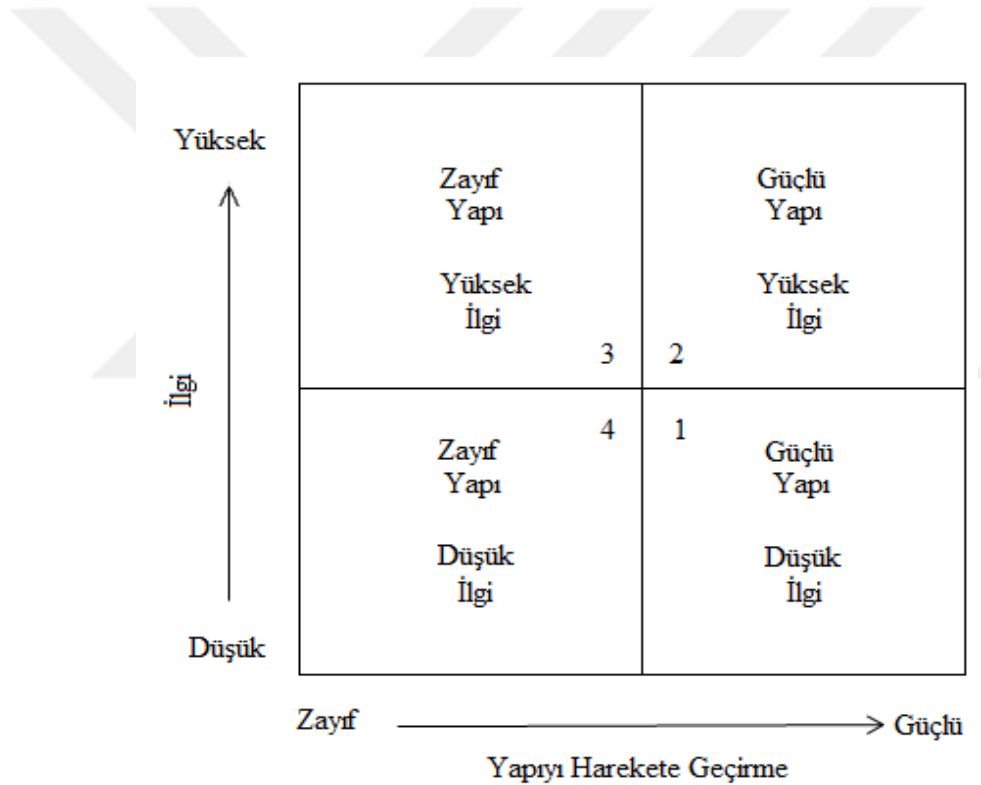 Yüksek
Zayıf
Yapı
Yüksek
İlgi
3
Güçlü
Yapı
Yüksek
İlgi
2
İlgi
Zayıf
Yapı
Düşük
İlgi
4
Güçlü
Yapı
Düşük
İlgi
1
Düşük
Zayıf
Güçlü
Yapıyı Harekete Geçirme